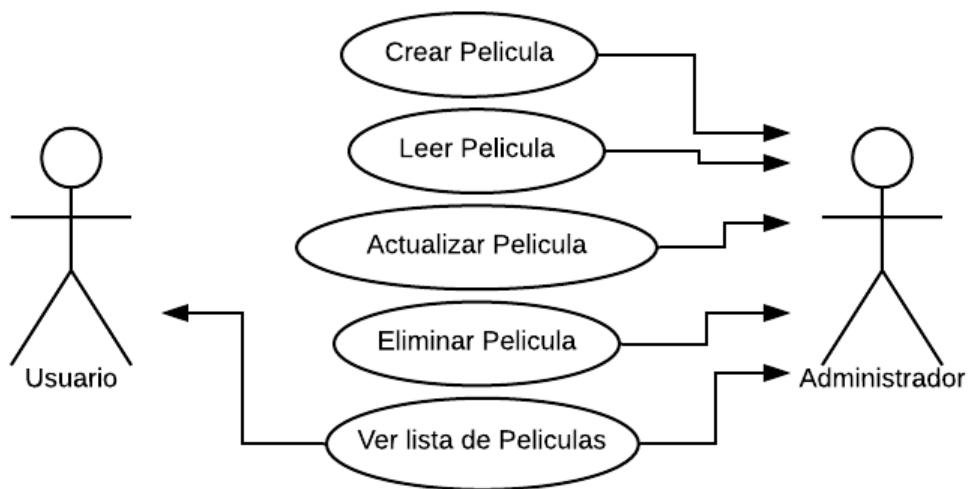 Crear Pelicula
Leer Pelicula
Actualizar Pelicula
Eliminar Pelicula
Usuario
Administrador
Ver lista de Peliculas